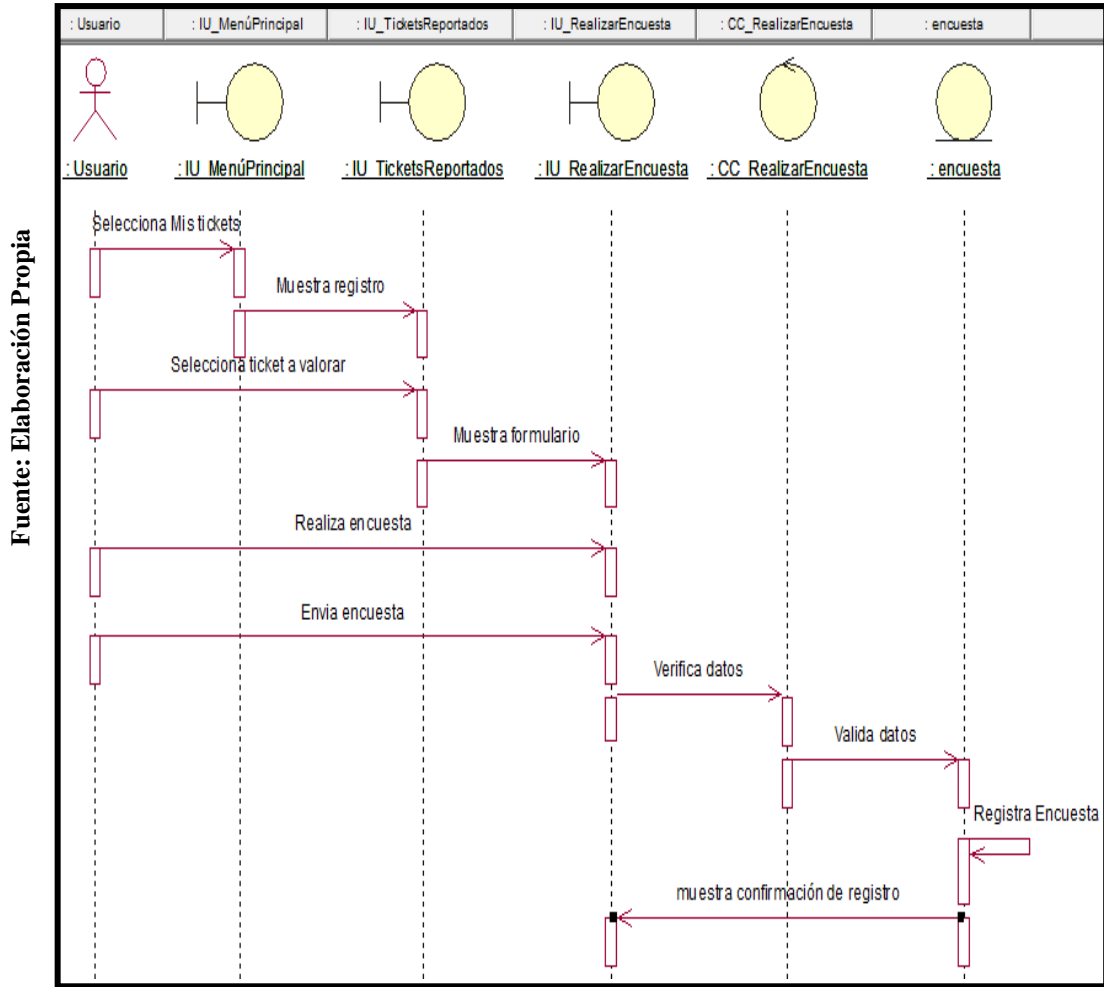 : Usuario
: IU_MenúPrincipal
: IU_TicketsReportados
: IU_RealizarEncuesta
: CC_RealizarEncuesta
: encuesta
: Usuario
: IU_MenúPrincipal
: IU_TicketsReportados
: IU_RealizarEncuesta
: CC_RealizarEncuesta
: encuesta
Fuente: Elaboración Propia
Selecciona Mis tickets
Muestra registro
Selecciona ticket a valorar
Muestra formulario
Realiza encuesta
Envia encuesta
Verifica datos
Valida datos
Registra Encuesta
muestra confirmación de registro